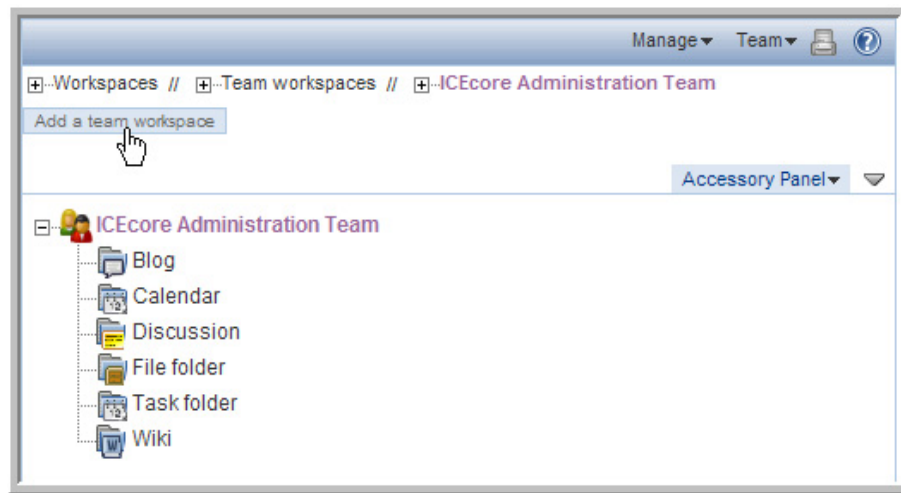 Manage Team
Workspaces // Team workspaces // ICEcore Administration Team
Add a team workspace
Accessory Panel
ICEcore Administration Team
Blog
Calendar
Discussion
File folder
Task folder
Wiki